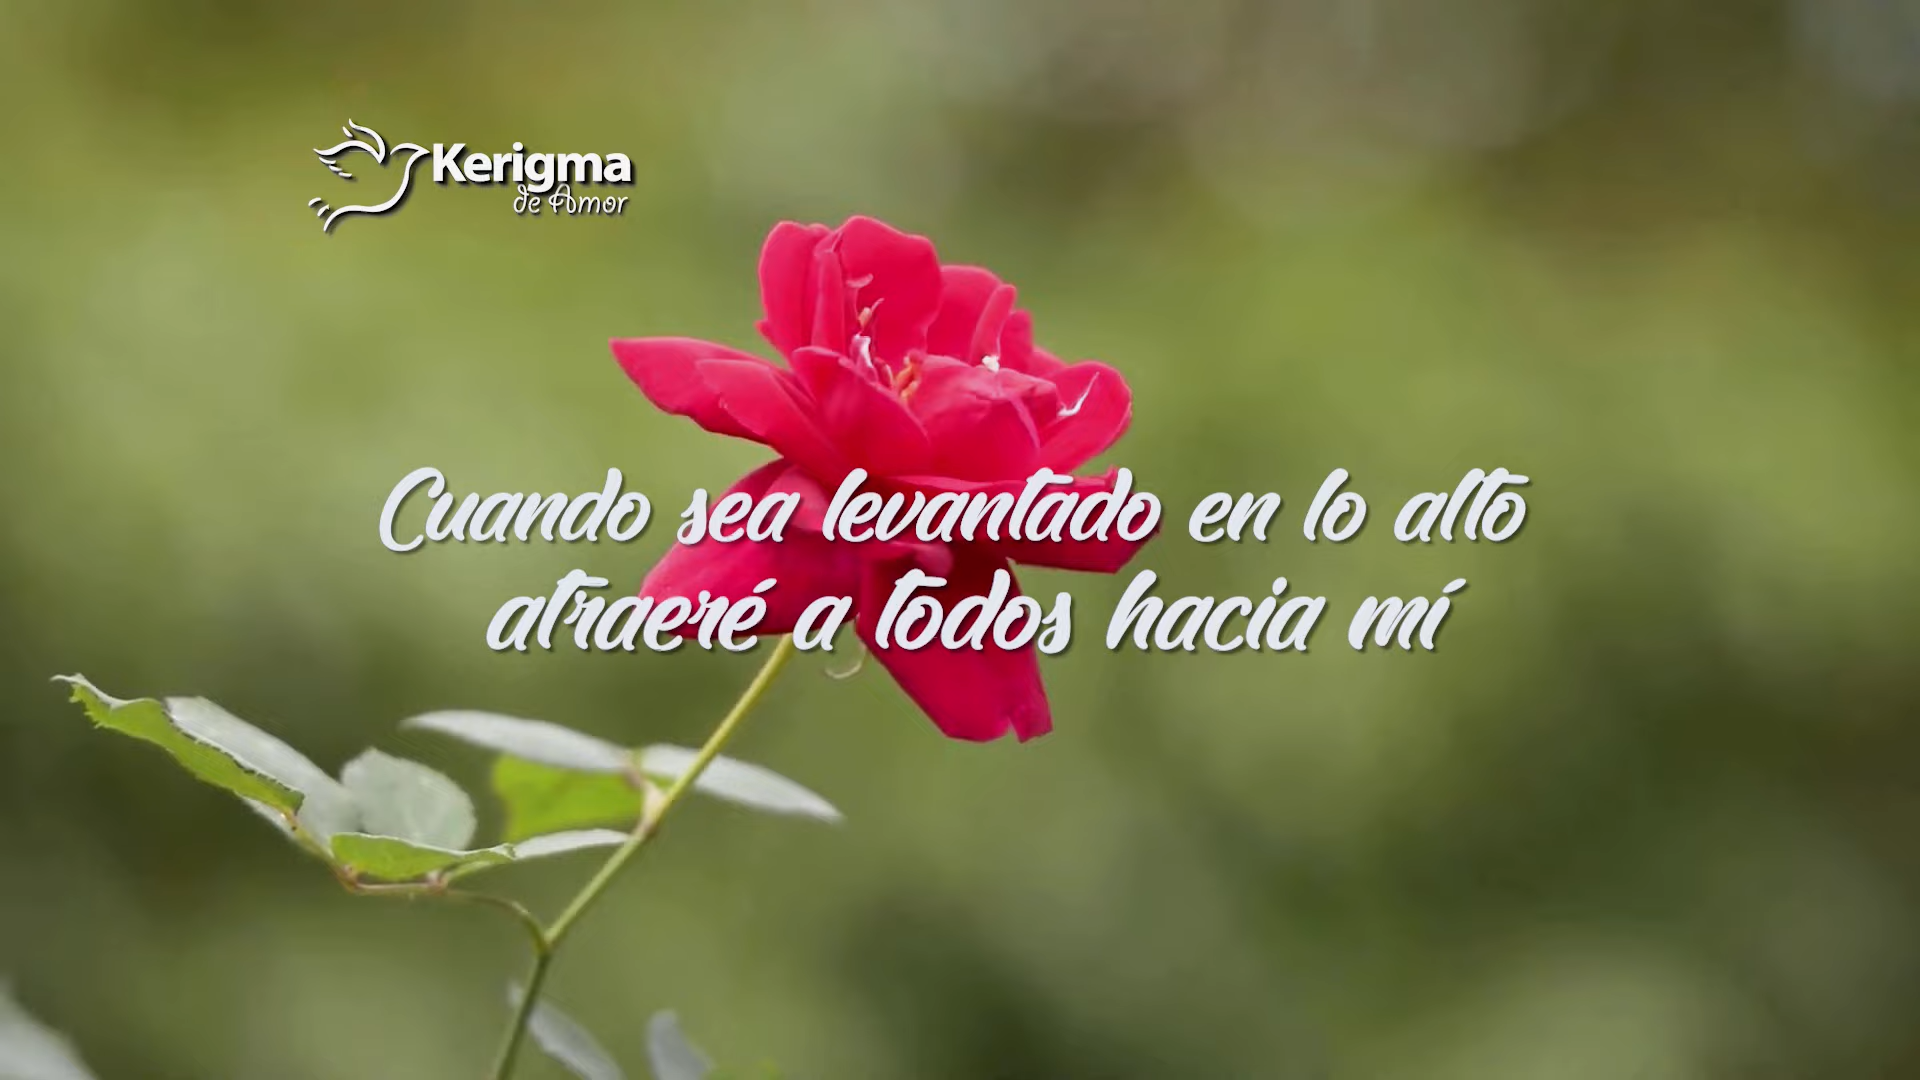 Kerigma
de Amor
Cuando sea levantado en lo alto
atraeré a todos hacia mí